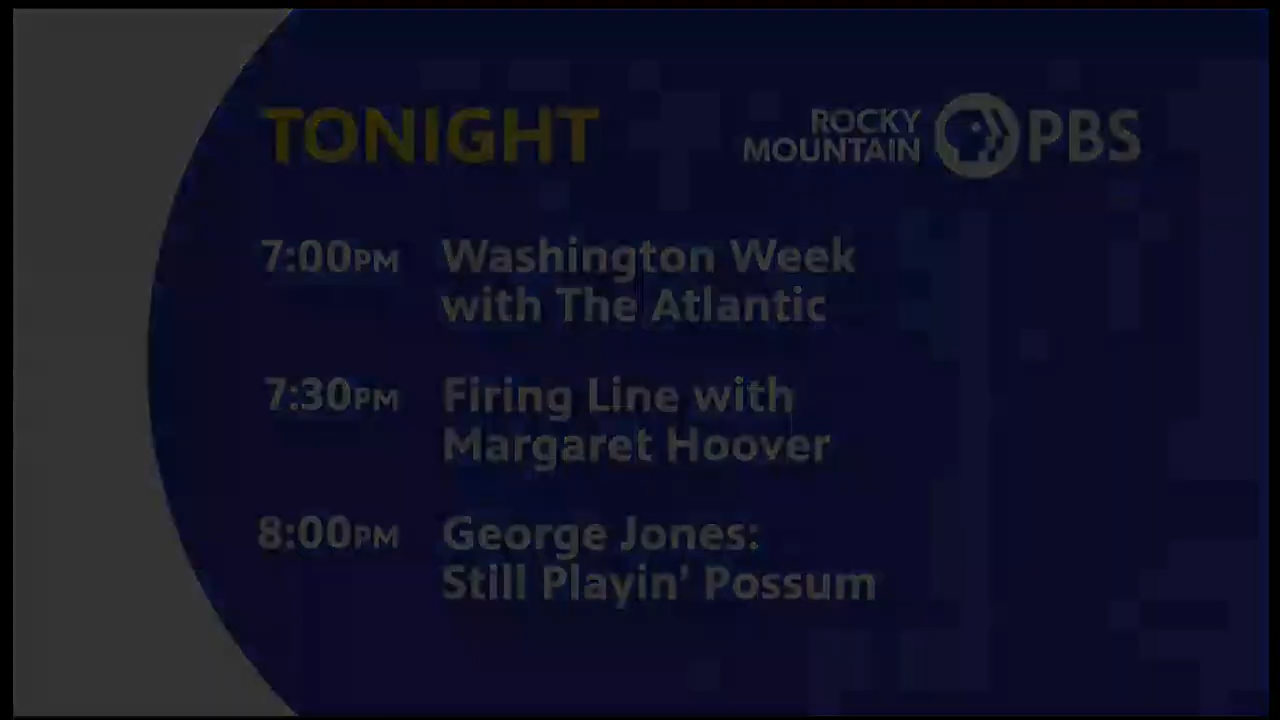 TONIGHT
ROCKY
MOUNTAIN
PBS
7:00PM Washington Week
with The Atlantic
7:30PM Firing Line with
Margaret Hoover
8:00PM George Jones:
Still Playin' Possum